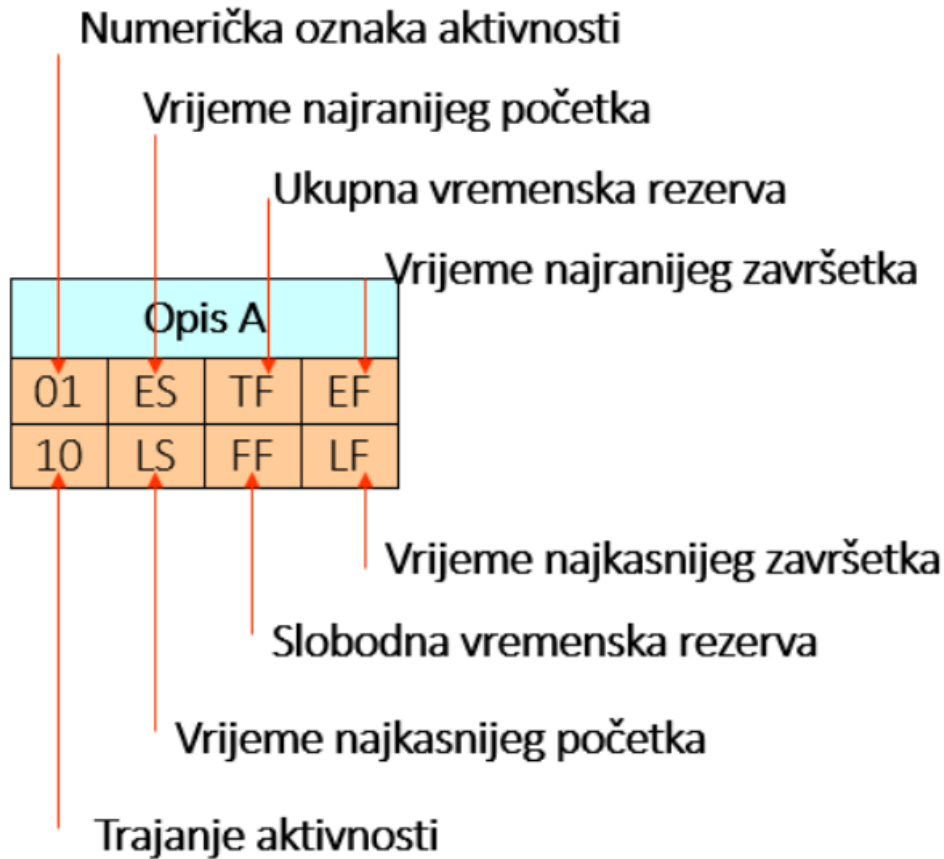 Numerička oznaka aktivnosti
Vrijeme najranijeg početka
Ukupna vremenska rezerva
Vrijeme najranijeg završetka
Opis A
01 ES TF EF
10 LS FF LF
Vrijeme najkasnijeg završetka
Slobodna vremenska rezerva
Vrijeme najkasnijeg početka
Trajanje aktivnosti